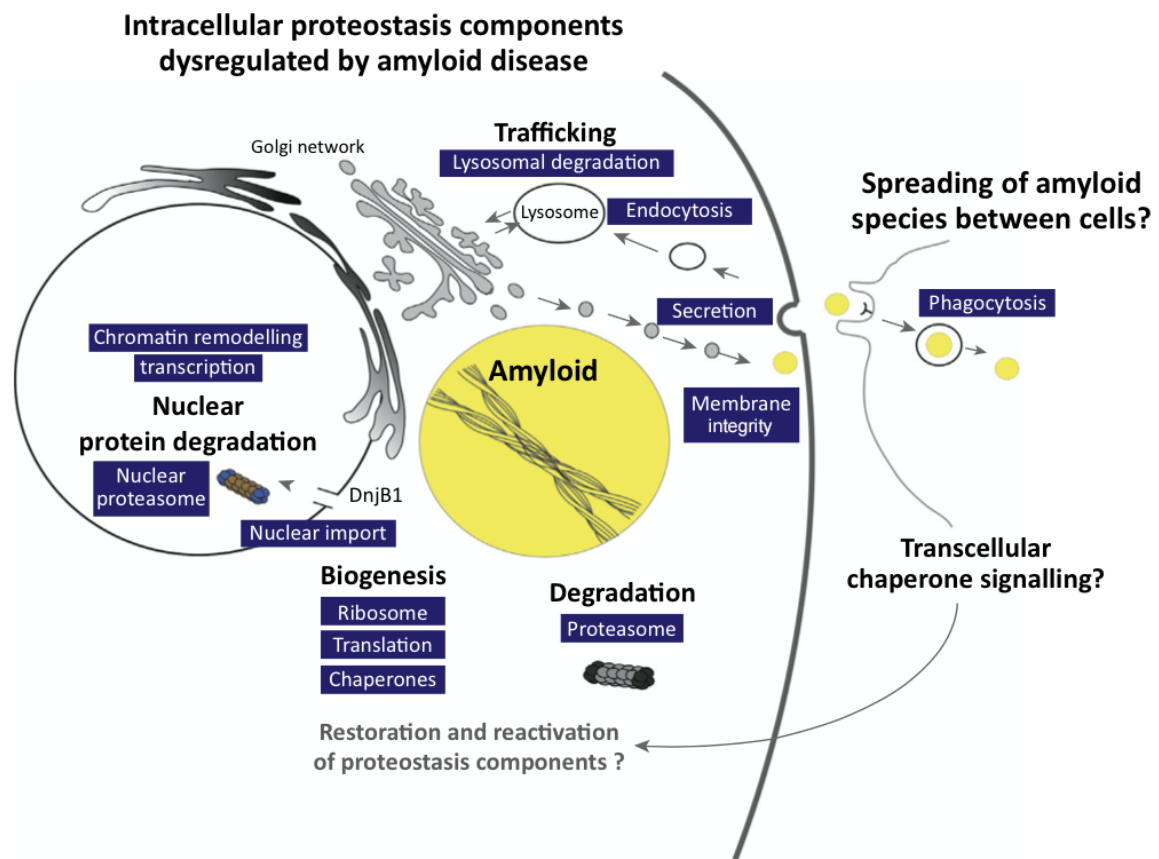 Intracellular proteostasis components
dysregulated by amyloid disease
Golgi network
Trafficking
Lysosomal degradation
Lysosome
Endocytosis
Secretion
Membrane
integrity
Amyloid
Chromatin remodelling
transcription
Nuclear
protein degradation
Nuclear
proteasome
DnjB1
Nuclear import
Biogenesis
Ribosome
Translation
Chaperones
Degradation
Proteasome
Restoration and reactivation
of proteostasis components ?
Spreading of amyloid
species between cells?
Phagocytosis
Transcellular
chaperone signalling?